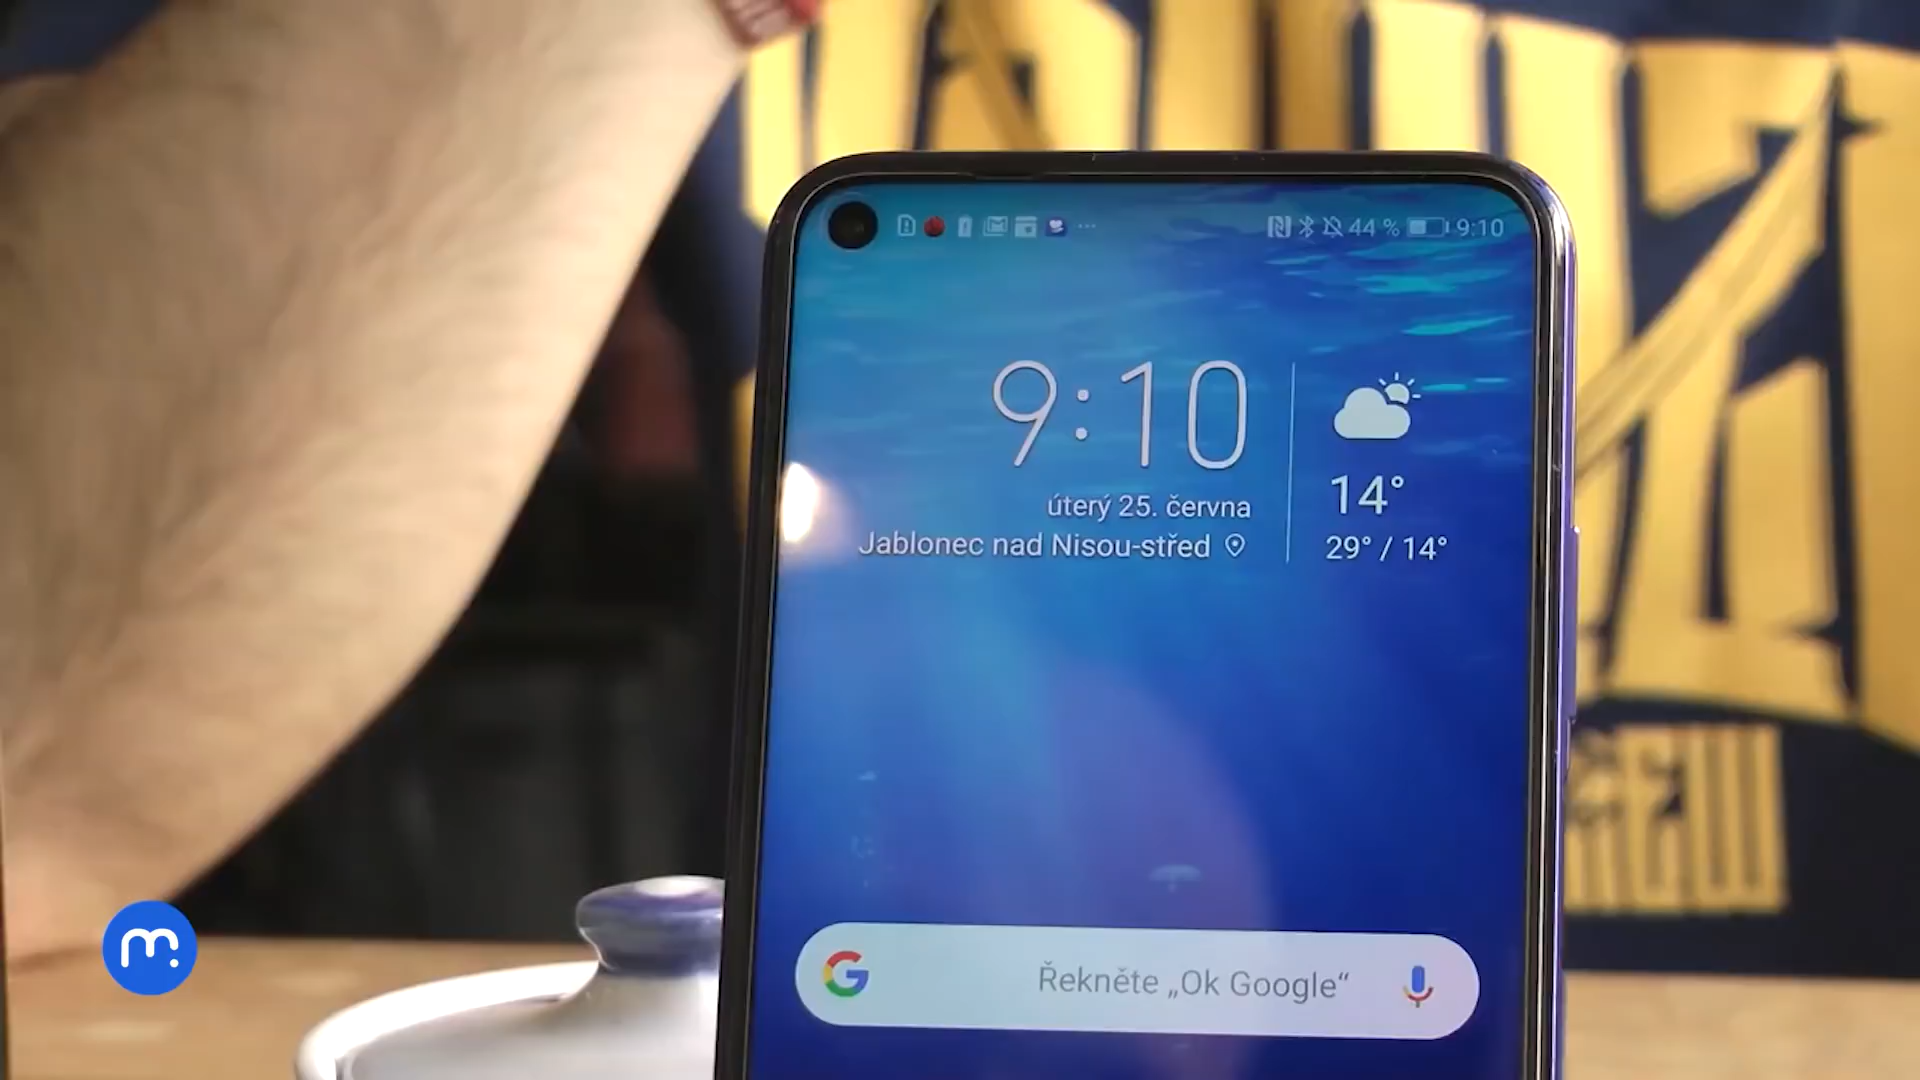 44 % 9:10
9:10
úterý 25. června
Jablonec nad Nisou-střed
14°
29° / 14°
Řekněte „Ok Google“
m.